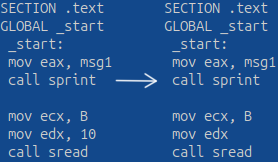 SECTION .text
GLOBAL _start
_start:
mov eax, msg1
call sprint
mov ecx, B
mov edx, 10
call sread
SECTION .text
GLOBAL _start
_start:
mov eax, msg1
call sprint
mov ecx, B
mov edx
call sread